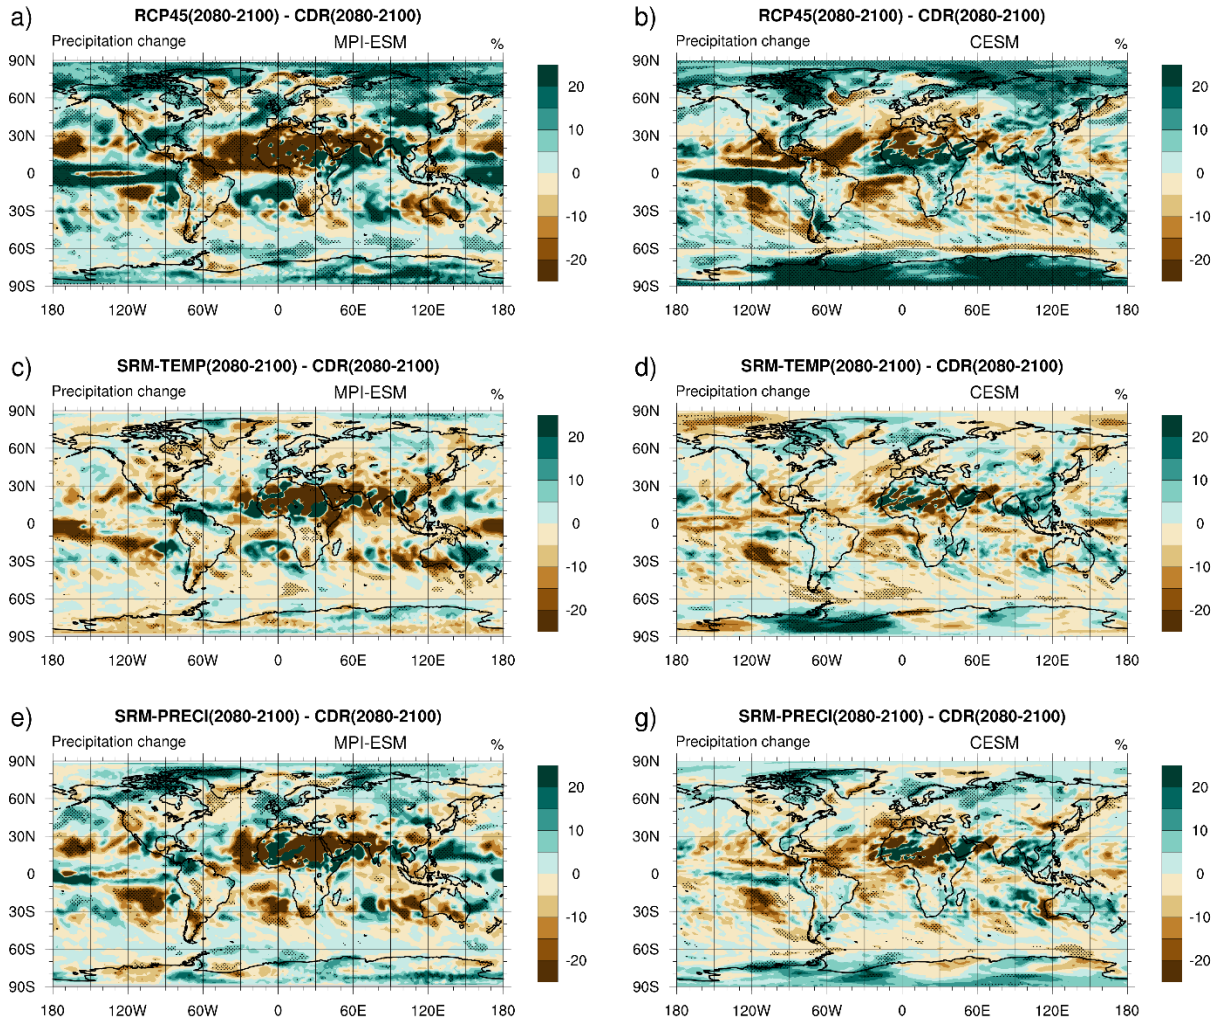 a) RCP45(2080-2100) - CDR(2080-2100)
Precipitation change MPI-ESM %
90N
60N
30N
0
30S
60S
90S
180 120W 60W 0 60E 120E 180
20
10
0
-10
-20
b) RCP45(2080-2100) - CDR(2080-2100)
Precipitation change CESM %
90N
60N
30N
0
30S
60S
90S
180 120W 60W 0 60E 120E 180
20
10
0
-10
-20
c) SRM-TEMP(2080-2100) - CDR(2080-2100)
Precipitation change MPI-ESM %
90N
60N
30N
0
30S
60S
90S
180 120W 60W 0 60E 120E 180
20
10
0
-10
-20
d) SRM-TEMP(2080-2100) - CDR(2080-2100)
Precipitation change CESM %
90N
60N
30N
0
30S
60S
90S
180 120W 60W 0 60E 120E 180
20
10
0
-10
-20
e) SRM-PRECI(2080-2100) - CDR(2080-2100)
Precipitation change MPI-ESM %
90N
60N
30N
0
30S
60S
90S
180 120W 60W 0 60E 120E 180
20
10
0
-10
-20
g) SRM-PRECI(2080-2100) - CDR(2080-2100)
Precipitation change CESM %
90N
60N
30N
0
30S
60S
90S
180 120W 60W 0 60E 120E 180
20
10
0
-10
-20